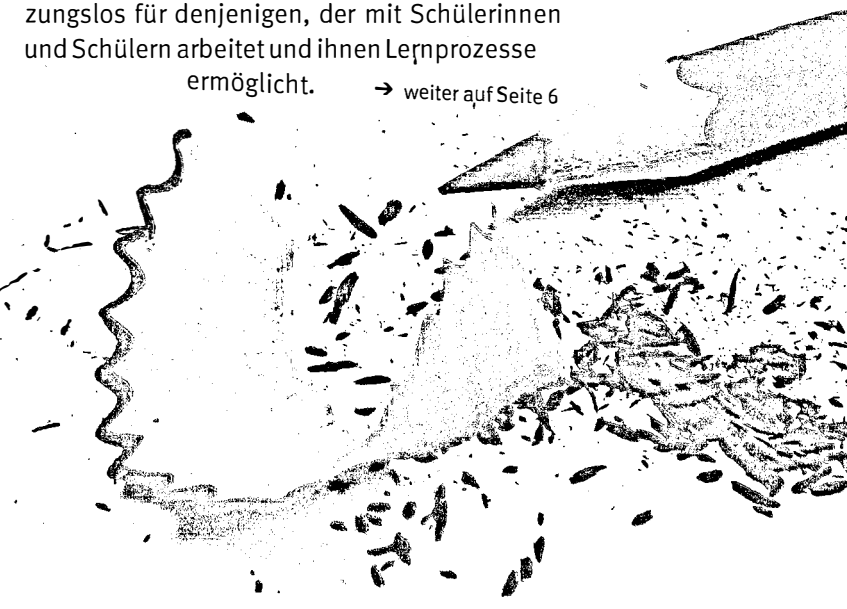 zungslos für denjenigen, der mit Schülerinnen
und Schülern arbeitet und ihnen Lernprozesse
ermöglicht.
→ weiter auf Seite 6